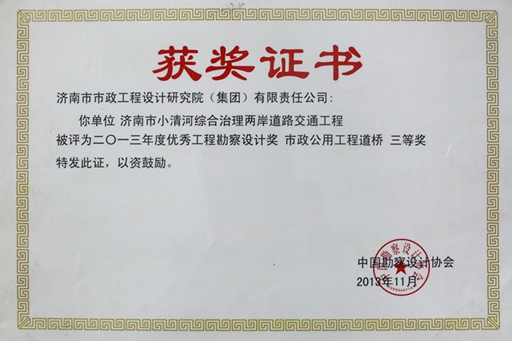 获奖证书
济南市市政工程设计研究院（集团）有限责任公司：
你单位 济南市小清河综合治理两岸道路交通工程
被评为二〇一三年度优秀工程勘察设计奖 市政公用工程道桥 三等奖
特发此证，以资鼓励。
中国勘察设计协会
2013年11月